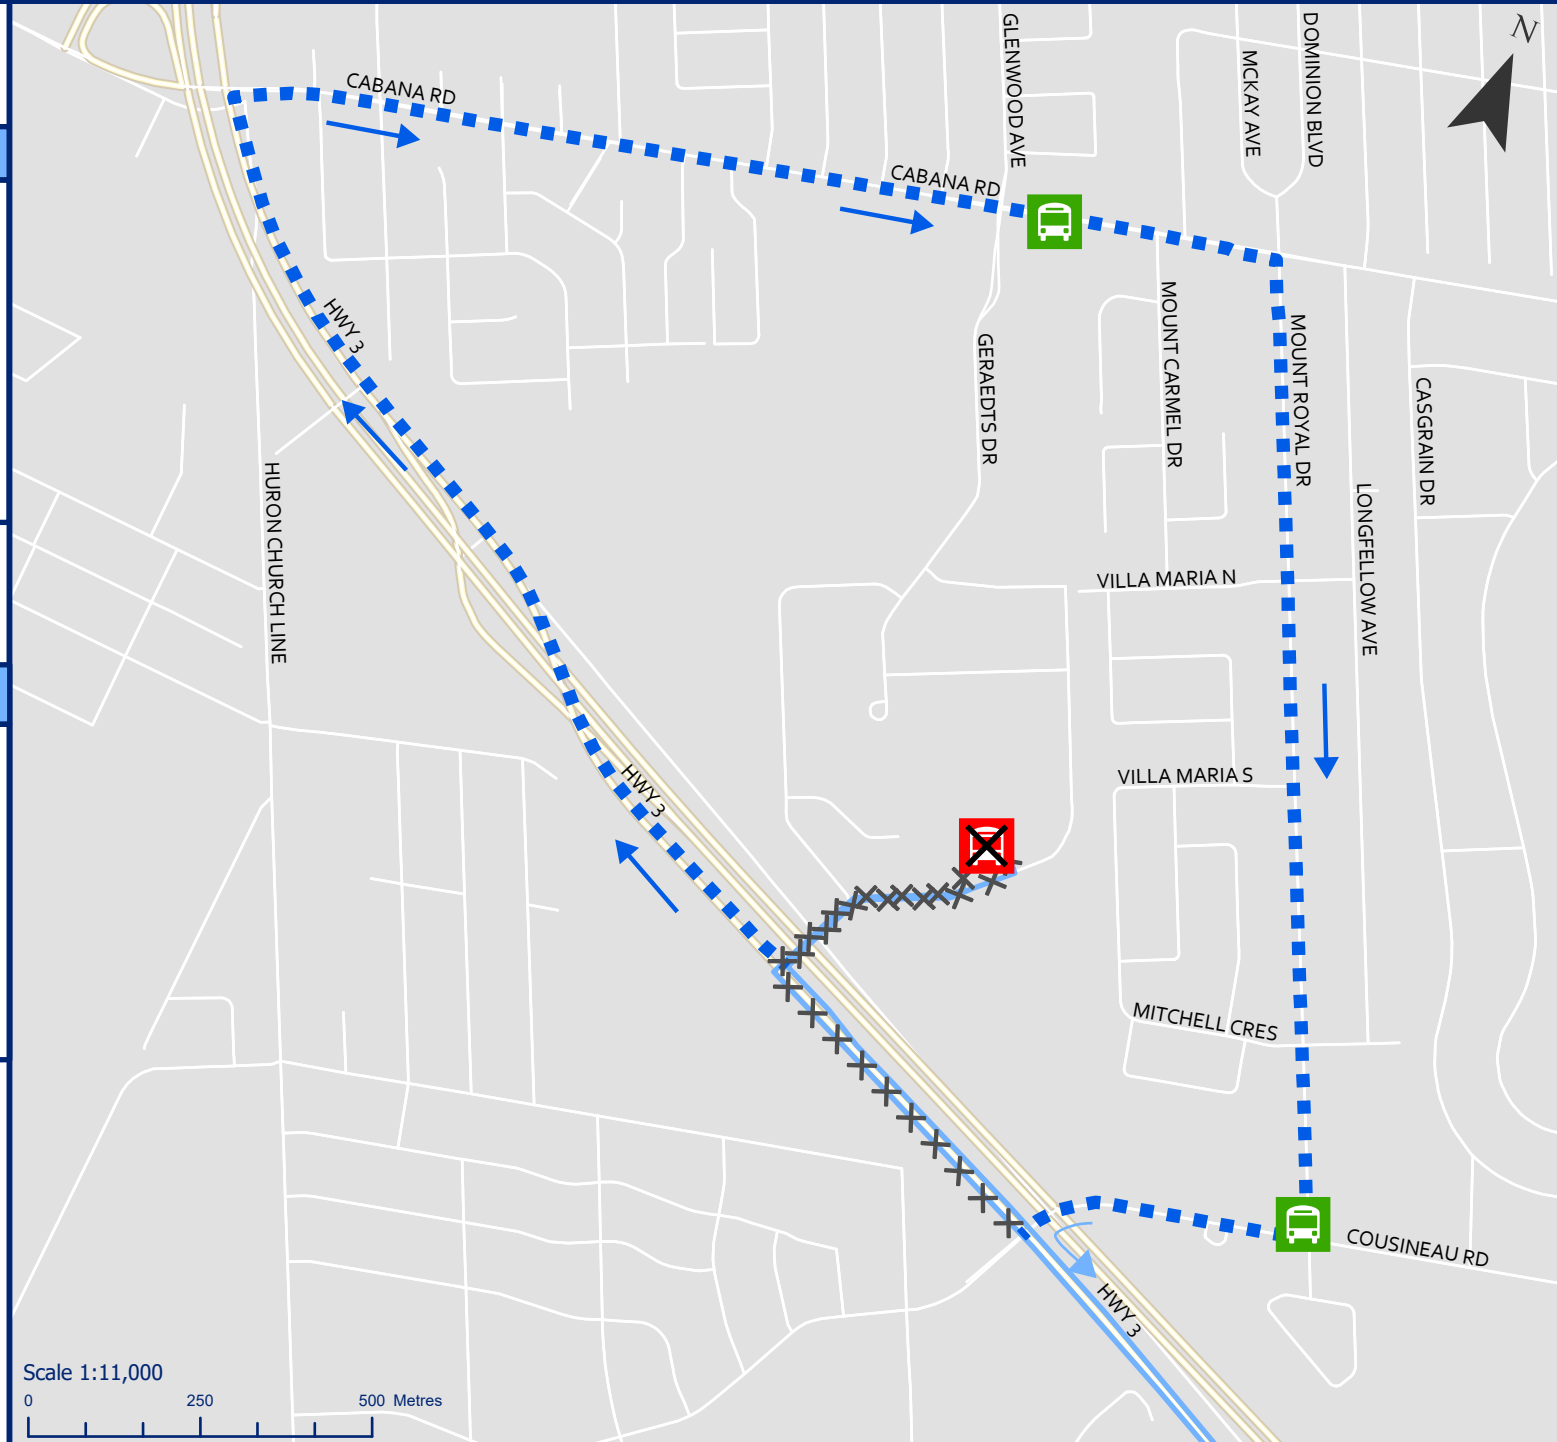 N
CABANA RD
GLENWOOD AVE
MCKAY AVE
DOMINION BLVD
CABANA RD
HWY 3
GERAEDTS DR
MOUNT CARMEL DR
MOUNT ROYAL DR
CASGRAIN DR
HURON CHURCH LINE
LONGFELLOW AVE
VILLA MARIA N
HWY 3
VILLA MARIA S
MITCHELL CRES
COUSINEAU RD
HWY 3
Scale 1:11,000
0 250 500 Metres